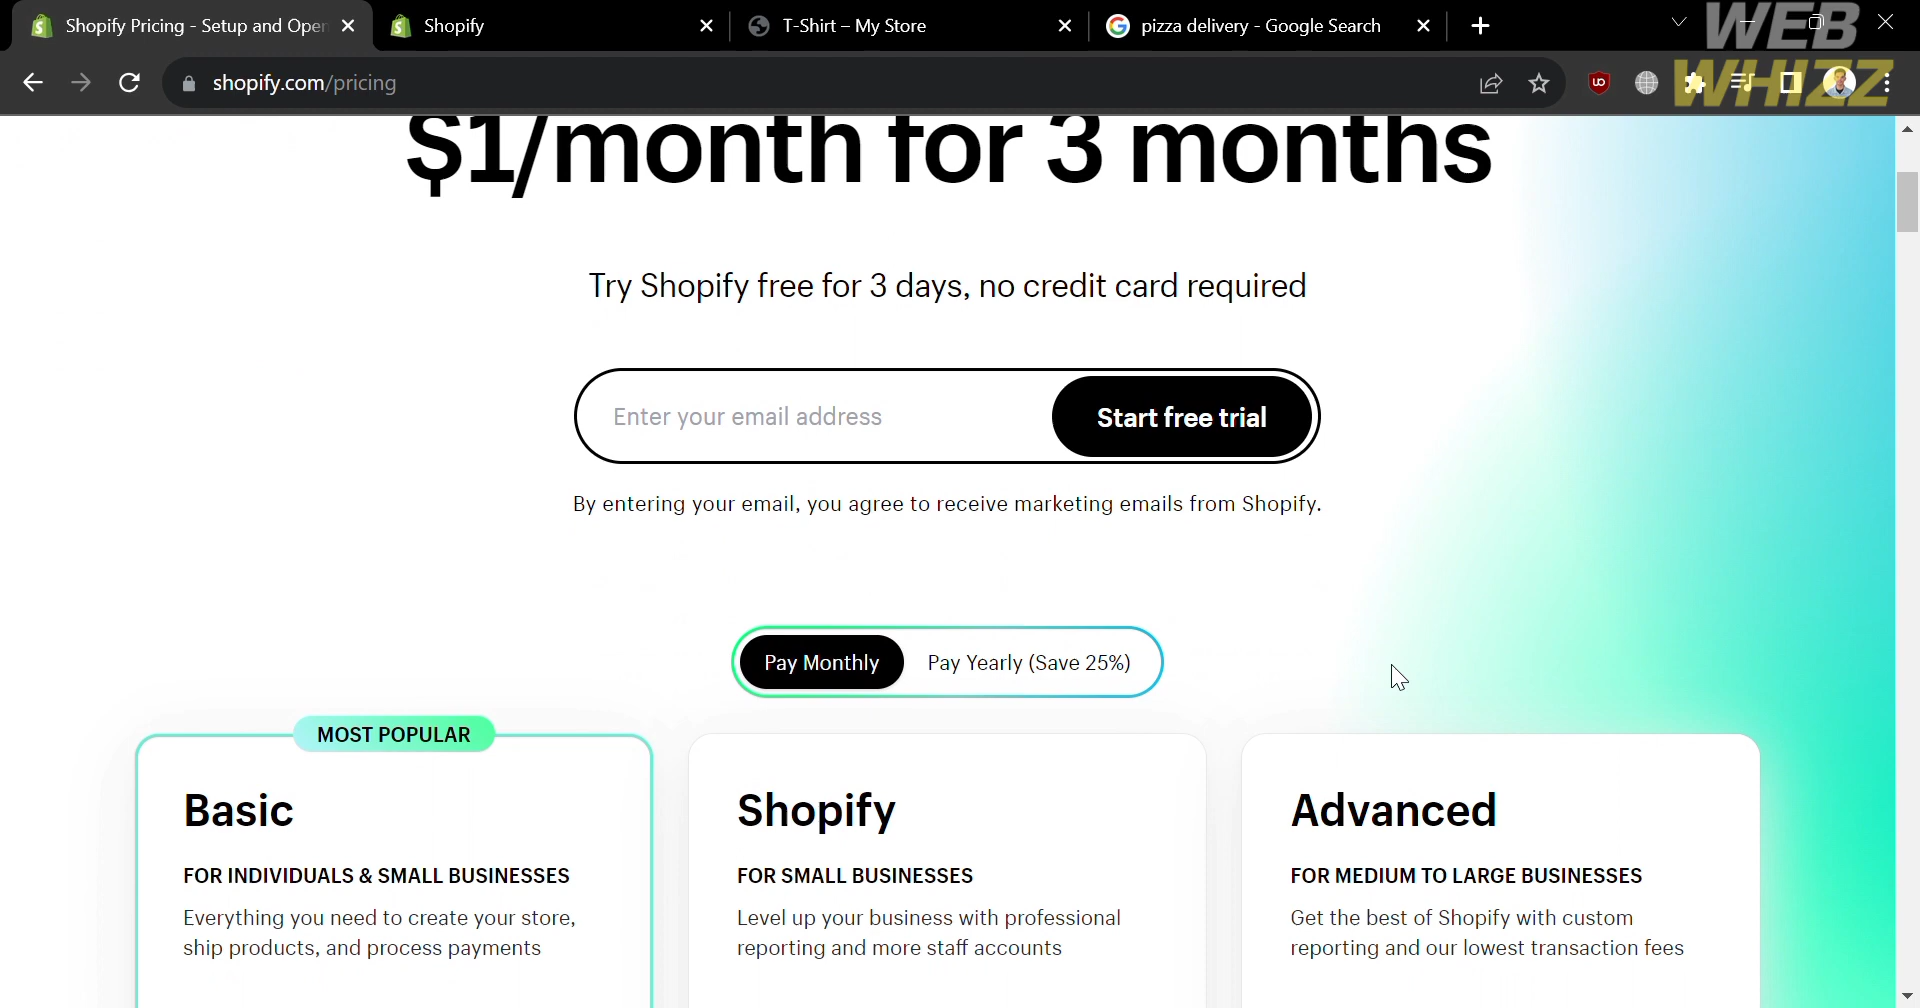 Shopify Pricing - Setup and Open
Shopify
T-Shirt – My Store
pizza delivery - Google Search
WEB
WHIZZ
shopify.com/pricing
$1/month for 3 months
Try Shopify free for 3 days, no credit card required
Enter your email address
Start free trial
By entering your email, you agree to receive marketing emails from Shopify.
Pay Monthly
Pay Yearly (Save 25%)
MOST POPULAR
Basic
FOR INDIVIDUALS & SMALL BUSINESSES
Everything you need to create your store,
ship products, and process payments
Shopify
FOR SMALL BUSINESSES
Level up your business with professional
reporting and more staff accounts
Advanced
FOR MEDIUM TO LARGE BUSINESSES
Get the best of Shopify with custom
reporting and our lowest transaction fees